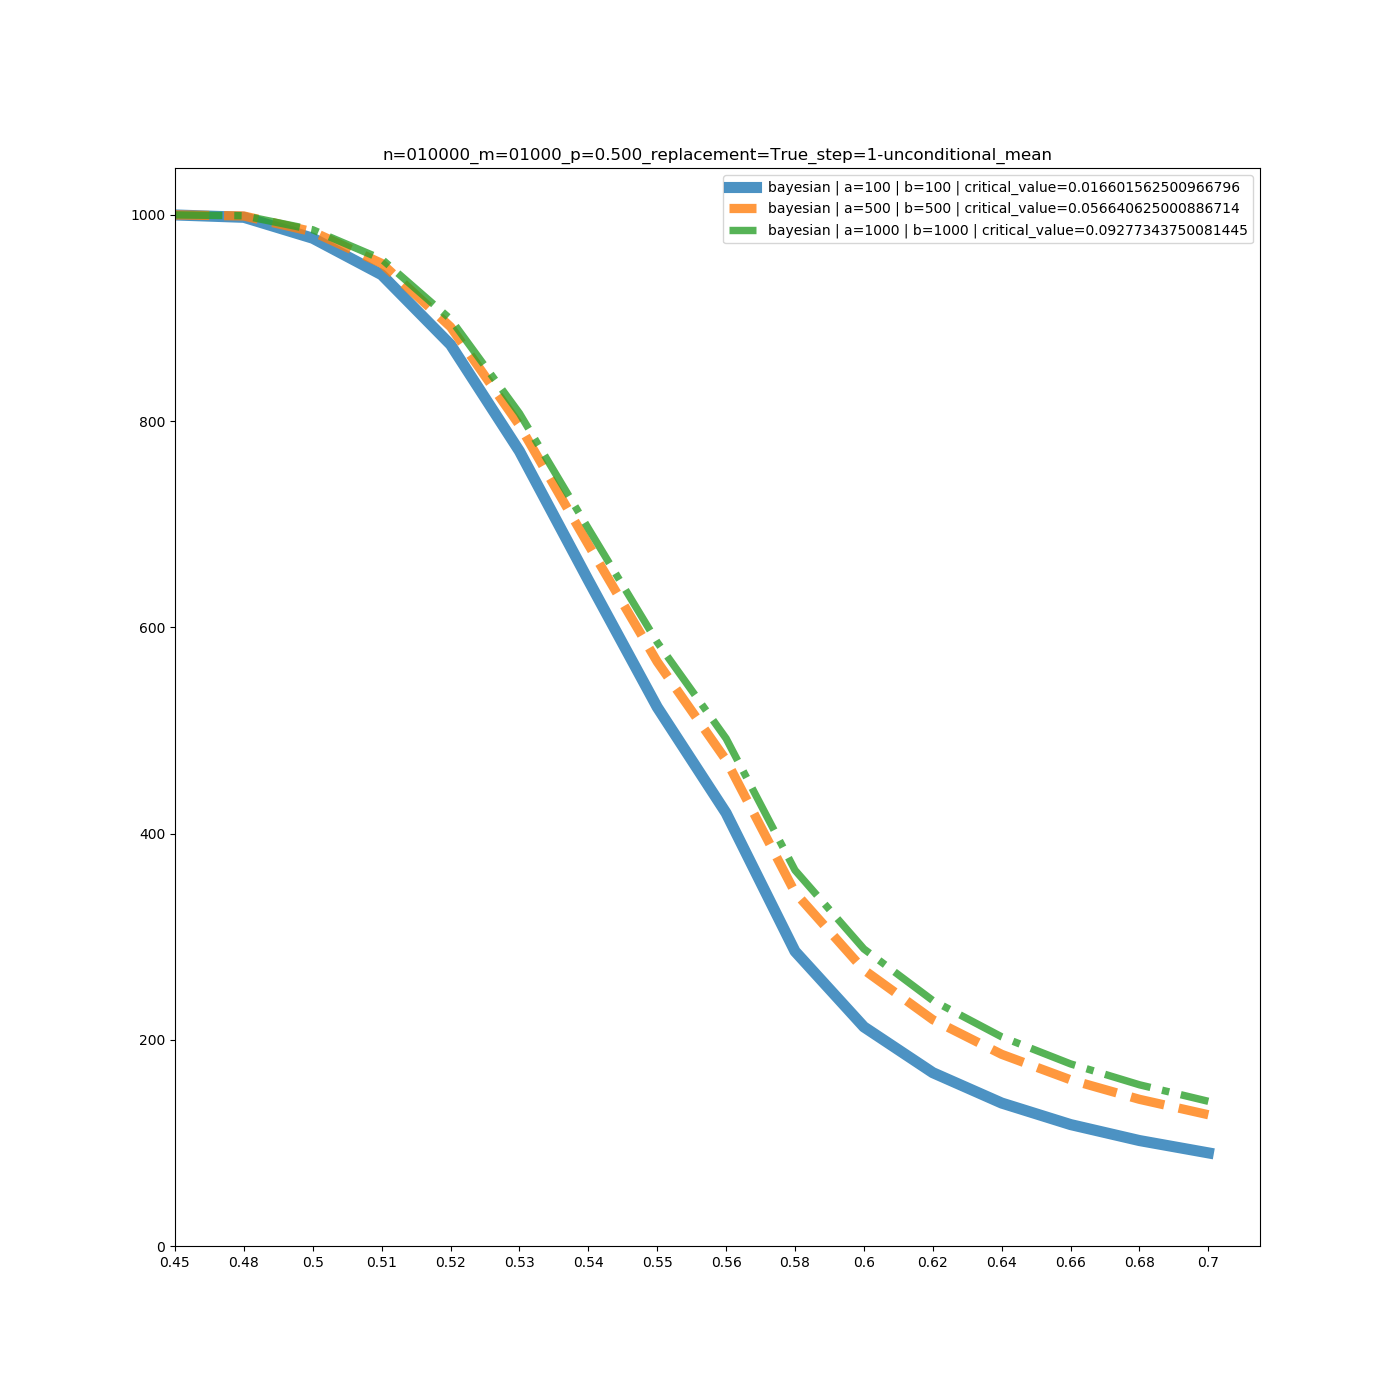 n=010000_m=01000_p=0.500_replacement=True_step=1-unconditional_mean
bayesian | a=100 | b=100 | critical_value=0.016601562500966796
bayesian | a=500 | b=500 | critical_value=0.056640625000886714
bayesian | a=1000 | b=1000 | critical_value=0.09277343750081445
1000
800
600
400
200
0
0.45 0.48 0.5 0.51 0.52 0.53 0.54 0.55 0.56 0.58 0.6 0.62 0.64 0.66 0.68 0.7